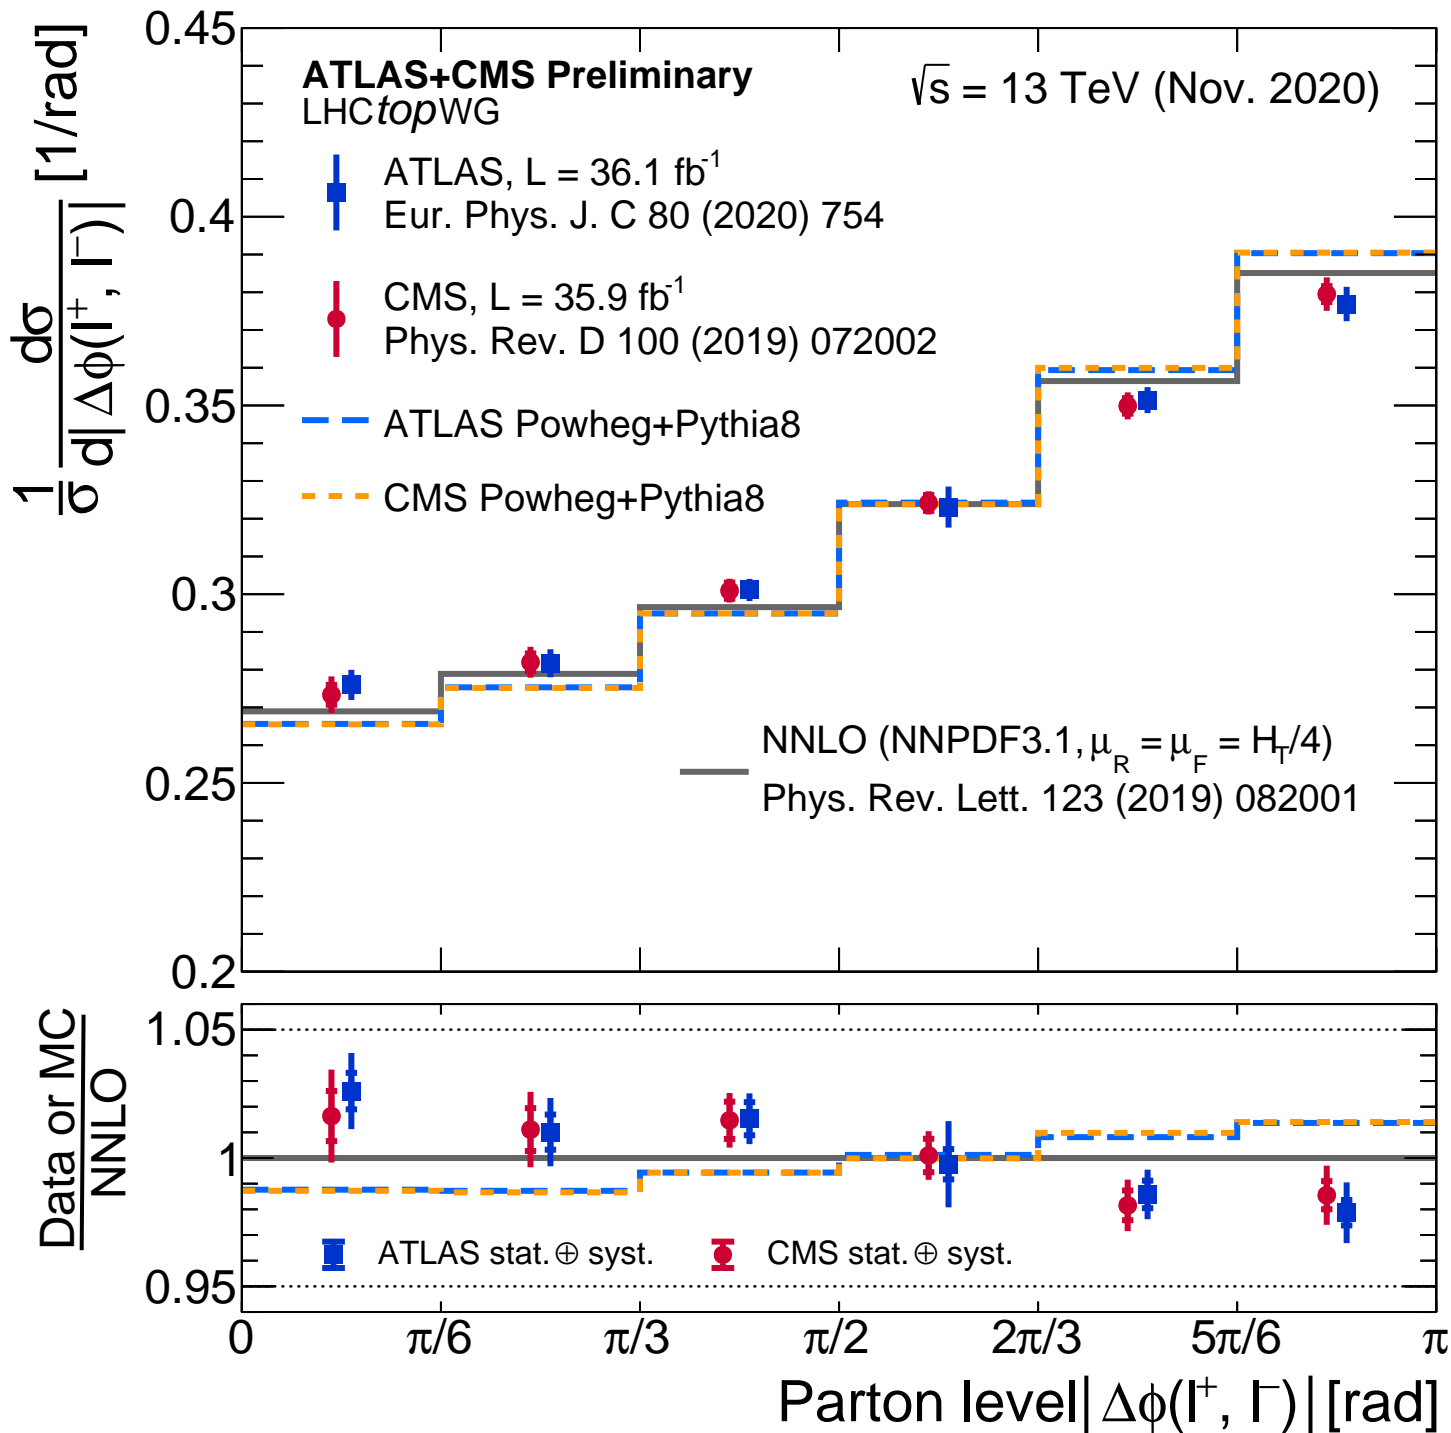 1/σ dσ/d|Δϕ(l⁺, l⁻)| [1/rad]
0.45
0.4
0.35
0.3
0.25
0.2
ATLAS+CMS Preliminary
LHCtopWG
√s = 13 TeV (Nov. 2020)
ATLAS, L = 36.1 fb⁻¹
Eur. Phys. J. C 80 (2020) 754
CMS, L = 35.9 fb⁻¹
Phys. Rev. D 100 (2019) 072002
ATLAS Powheg+Pythia8
CMS Powheg+Pythia8
NNLO (NNPDF3.1, μ_R = μ_F = H_T/4)
Phys. Rev. Lett. 123 (2019) 082001
Data or MC
NNLO
1.05
1
0.95
ATLAS stat. ⊕ syst.
CMS stat. ⊕ syst.
0 π/6 π/3 π/2 2π/3 5π/6 π
Parton level |Δϕ(l⁺, l⁻)| [rad]